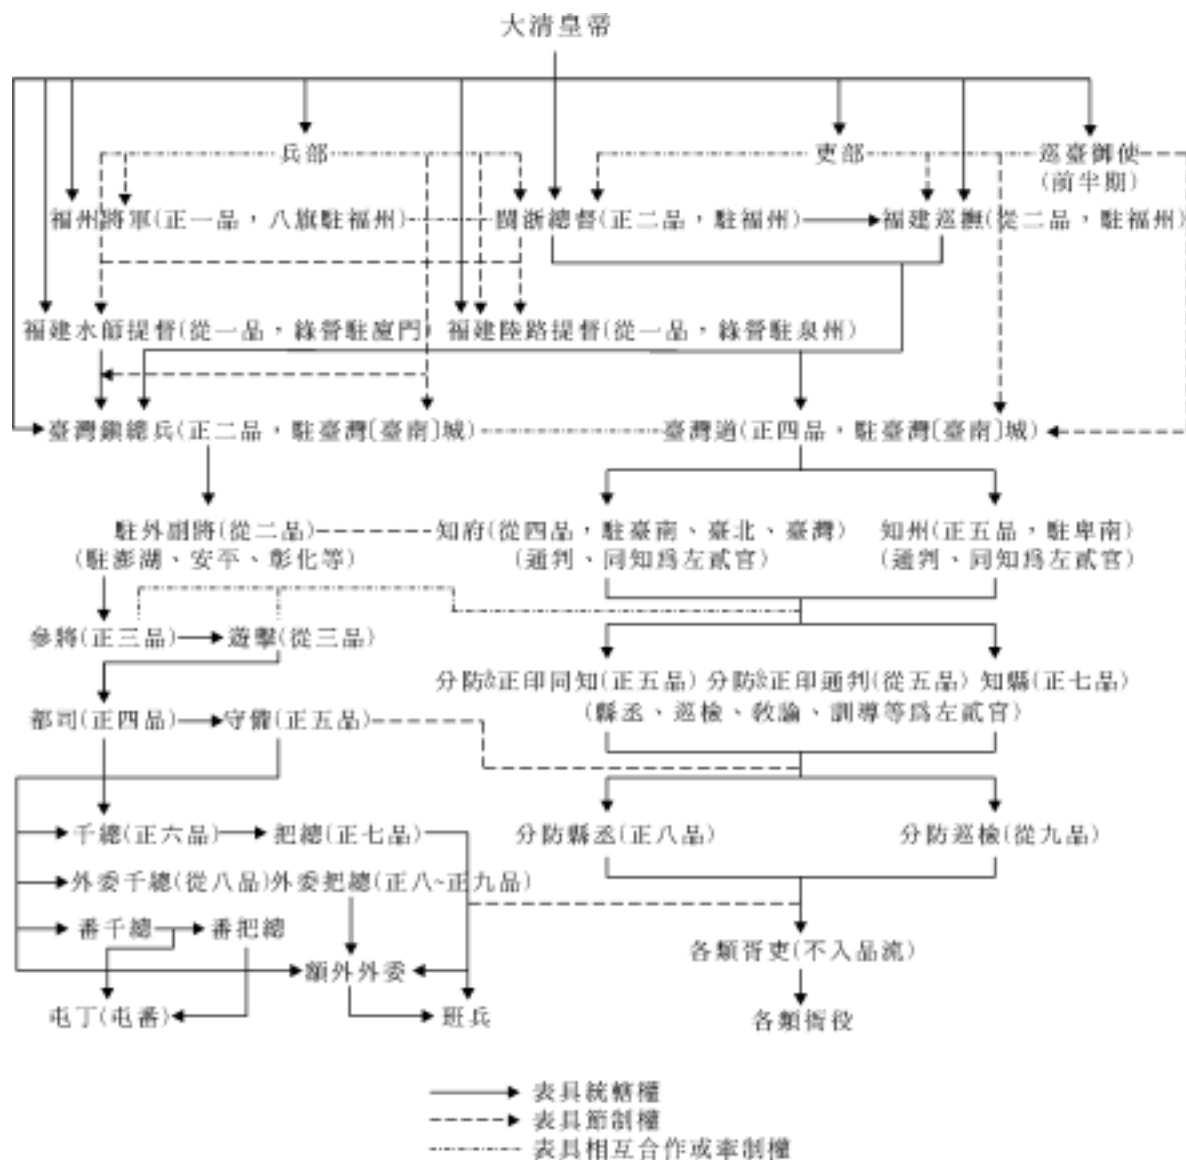 大清皇帝
兵部
吏部
巡臺御使
(前半期)
福州將軍(正一品，八旗駐福州)
閩浙總督(正二品，駐福州)
福建巡撫(從二品，駐福州)
福建水師提督(從一品，綠營駐廈門)
福建陸路提督(從一品，綠營駐泉州)
臺灣鎮總兵(正二品，駐臺灣[臺南]城)
臺灣道(正四品，駐臺灣[臺南]城)
駐外副將(從二品)
(駐澎湖、安平、彰化等)
知府(從四品，駐臺南、臺北、臺灣)
(通判、同知爲左貳官)
知州(正五品，駐卑南)
(通判、同知爲左貳官)
參將(正三品)
遊擊(從三品)
分防&正印同知(正五品) 分防&正印通判(從五品) 知縣(正七品)
(縣丞、巡檢、敎諭、訓導等爲左貳官)
都司(正四品)
守備(正五品)
千總(正六品)
把總(正七品)
分防縣丞(正八品)
分防巡檢(從九品)
外委千總(從八品)外委把總(正八~正九品)
番千總
番把總
各類胥吏(不入品流)
額外外委
屯丁(屯番)
班兵
各類衙役
表具統轄權
表具節制權
表具相互合作或牽制權